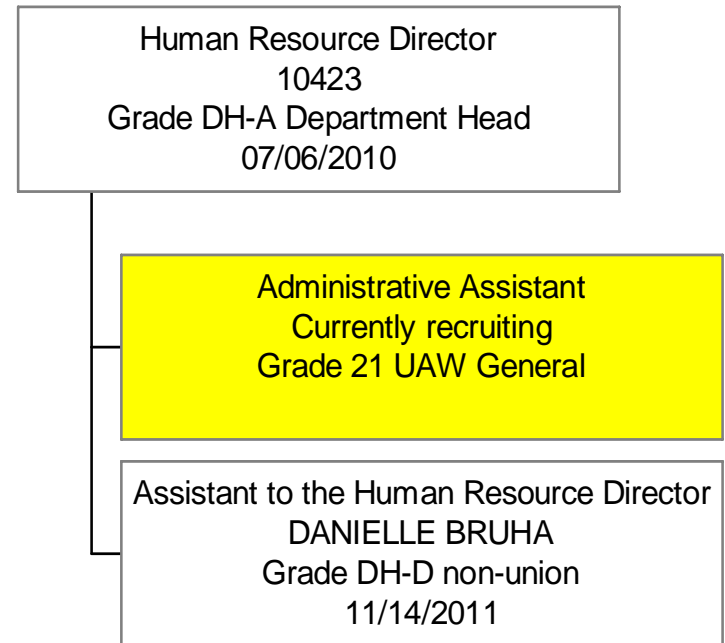 Human Resource Director
10423
Grade DH-A Department Head
07/06/2010
Administrative Assistant
Currently recruiting
Grade 21 UAW General
Assistant to the Human Resource Director
DANIELLE BRUHA
Grade DH-D non-union
11/14/2011